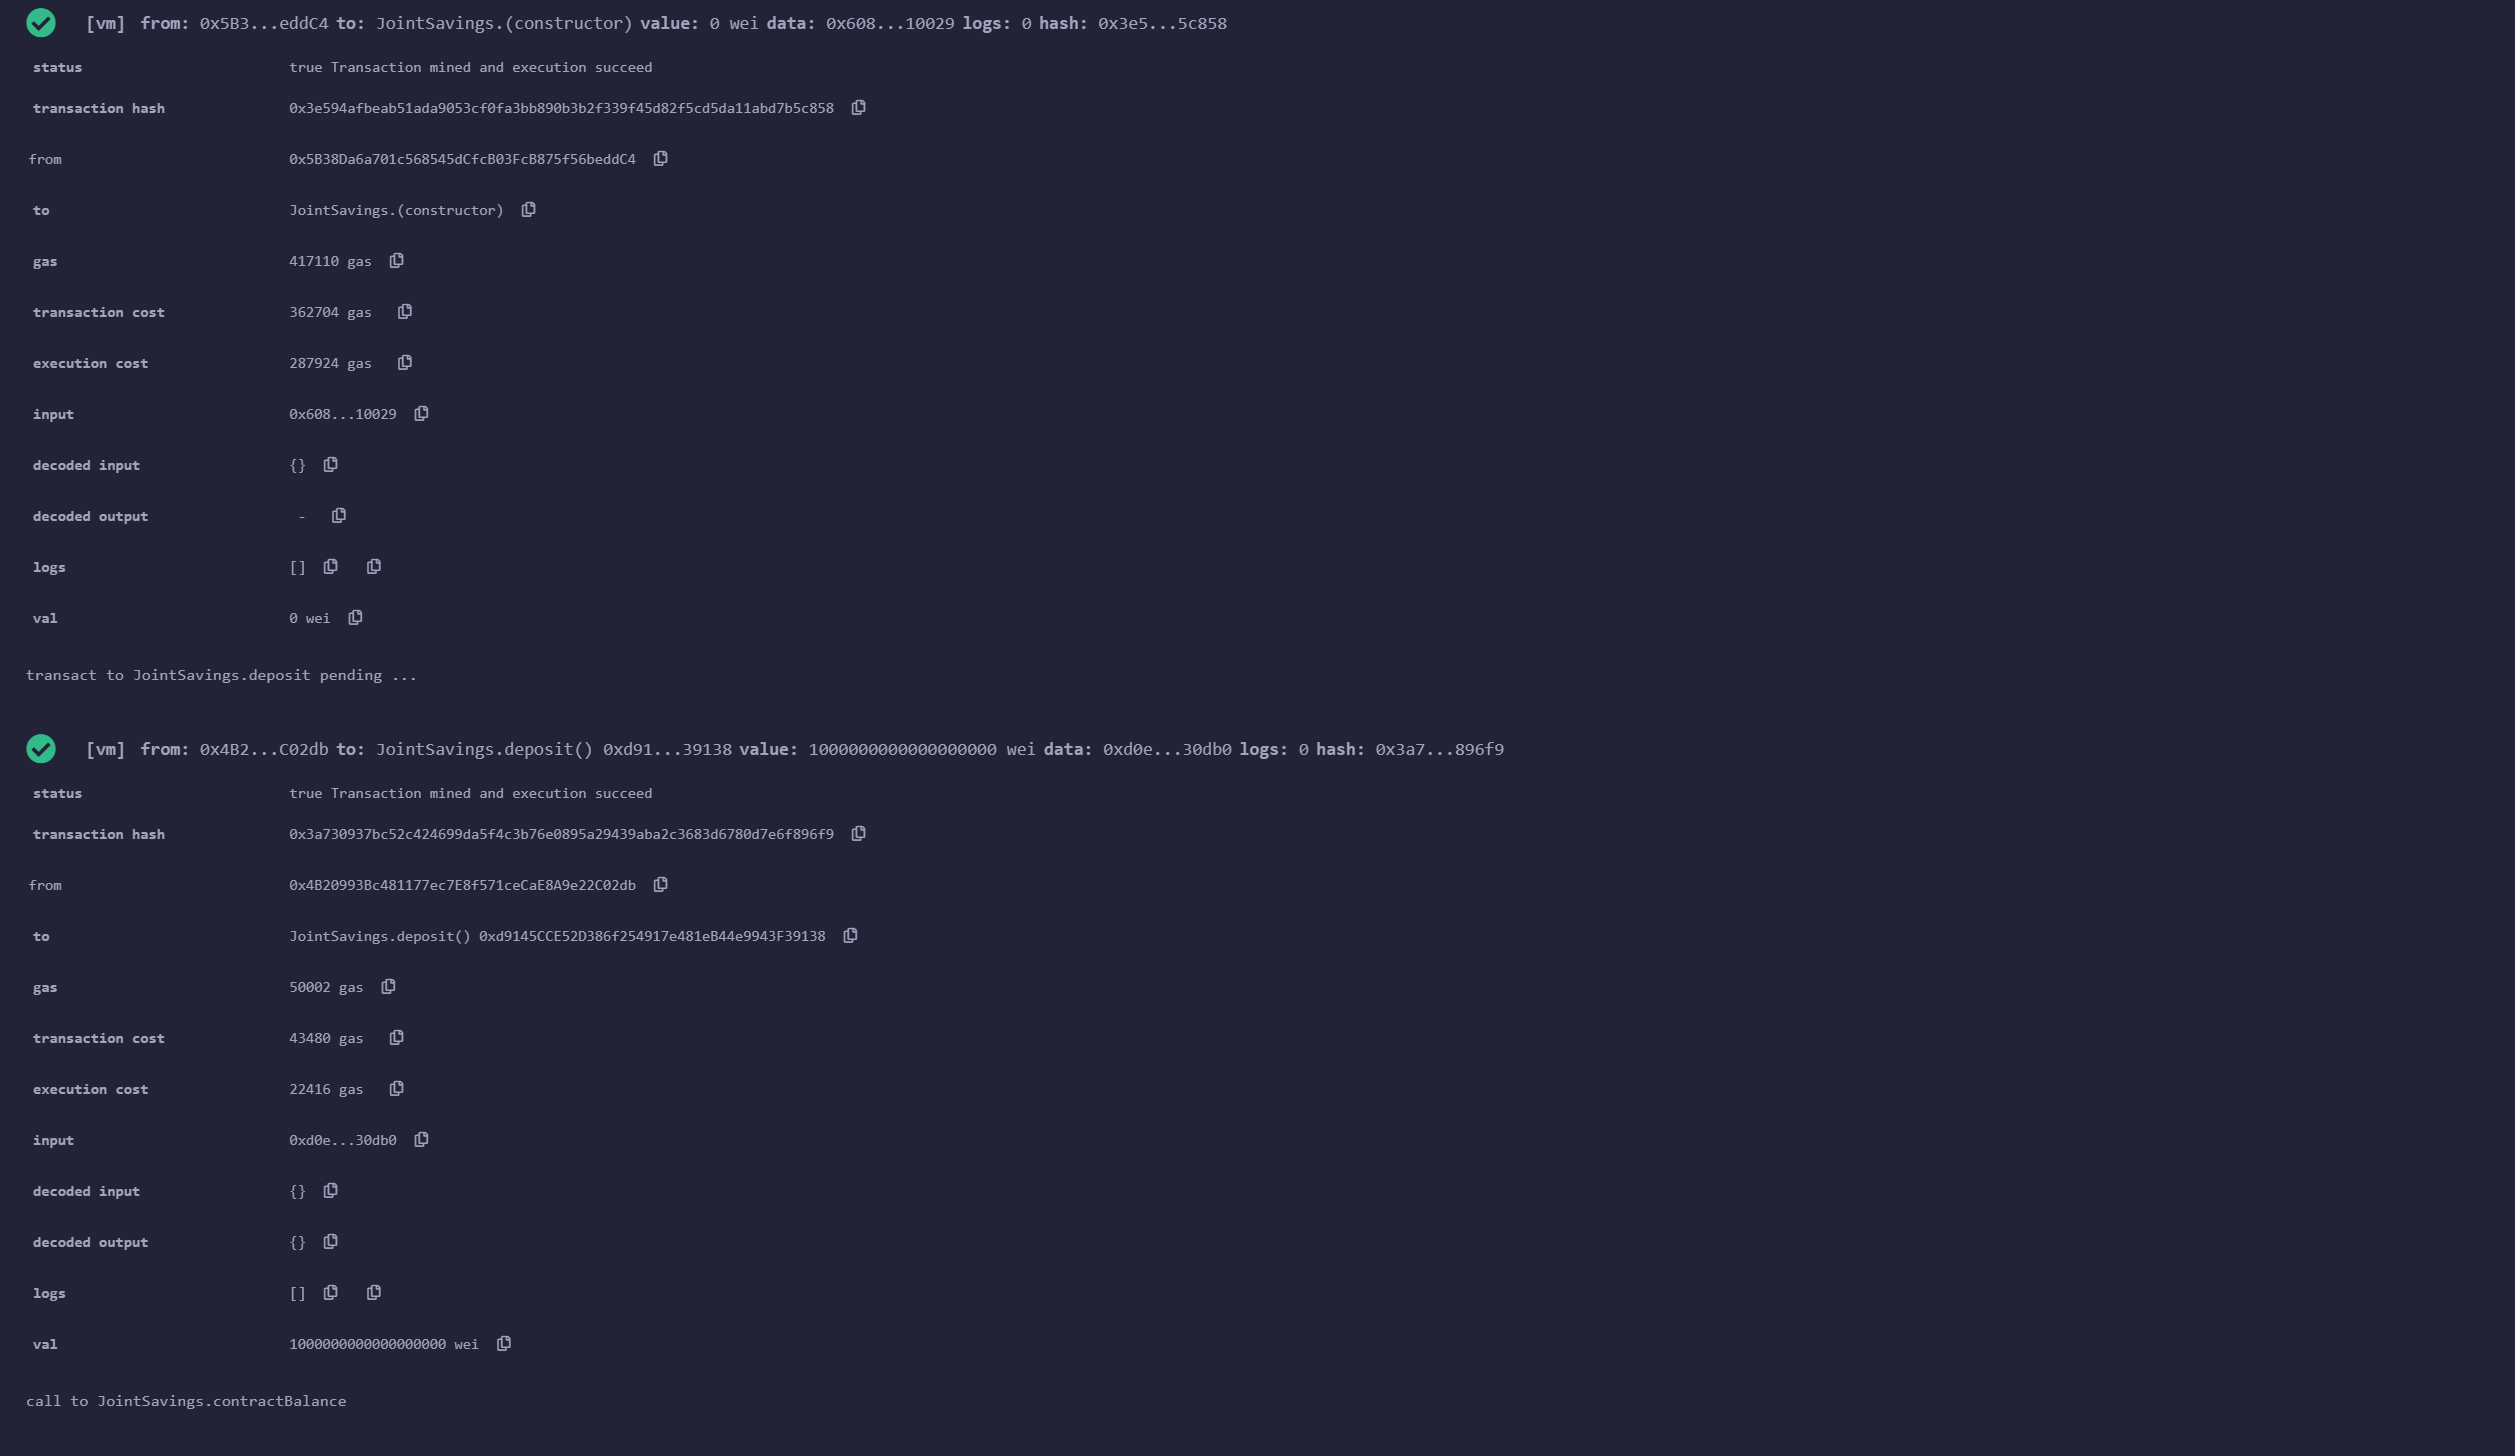 [vm] from: 0x5B3...eddC4 to: JointSavings.(constructor) value: 0 wei data: 0x608...10029 logs: 0 hash: 0x3e5...5c858
status true Transaction mined and execution succeed
transaction hash 0x3e594afbeab51ada9053cf0fa3bb890b3b2f339f45d82f5cd5da11abd7b5c858
from 0x5B38Da6a701c568545dCfcB03FcB875f56beddC4
to JointSavings.(constructor)
gas 417110 gas
transaction cost 362704 gas
execution cost 287924 gas
input 0x608...10029
decoded input {}
decoded output -
logs []
val 0 wei
transact to JointSavings.deposit pending ...
[vm] from: 0x4B2...C02db to: JointSavings.deposit() 0xd91...39138 value: 1000000000000000000 wei data: 0xd0e...30db0 logs: 0 hash: 0x3a7...896f9
status true Transaction mined and execution succeed
transaction hash 0x3a730937bc52c424699da5f4c3b76e0895a29439aba2c3683d6780d7e6f896f9
from 0x4B20993Bc481177ec7E8f571ceCaE8A9e22C02db
to JointSavings.deposit() 0xd9145CCE52D386f254917e481eB44e9943F39138
gas 50002 gas
transaction cost 43480 gas
execution cost 22416 gas
input 0xd0e...30db0
decoded input {}
decoded output {}
logs []
val 1000000000000000000 wei
call to JointSavings.contractBalance